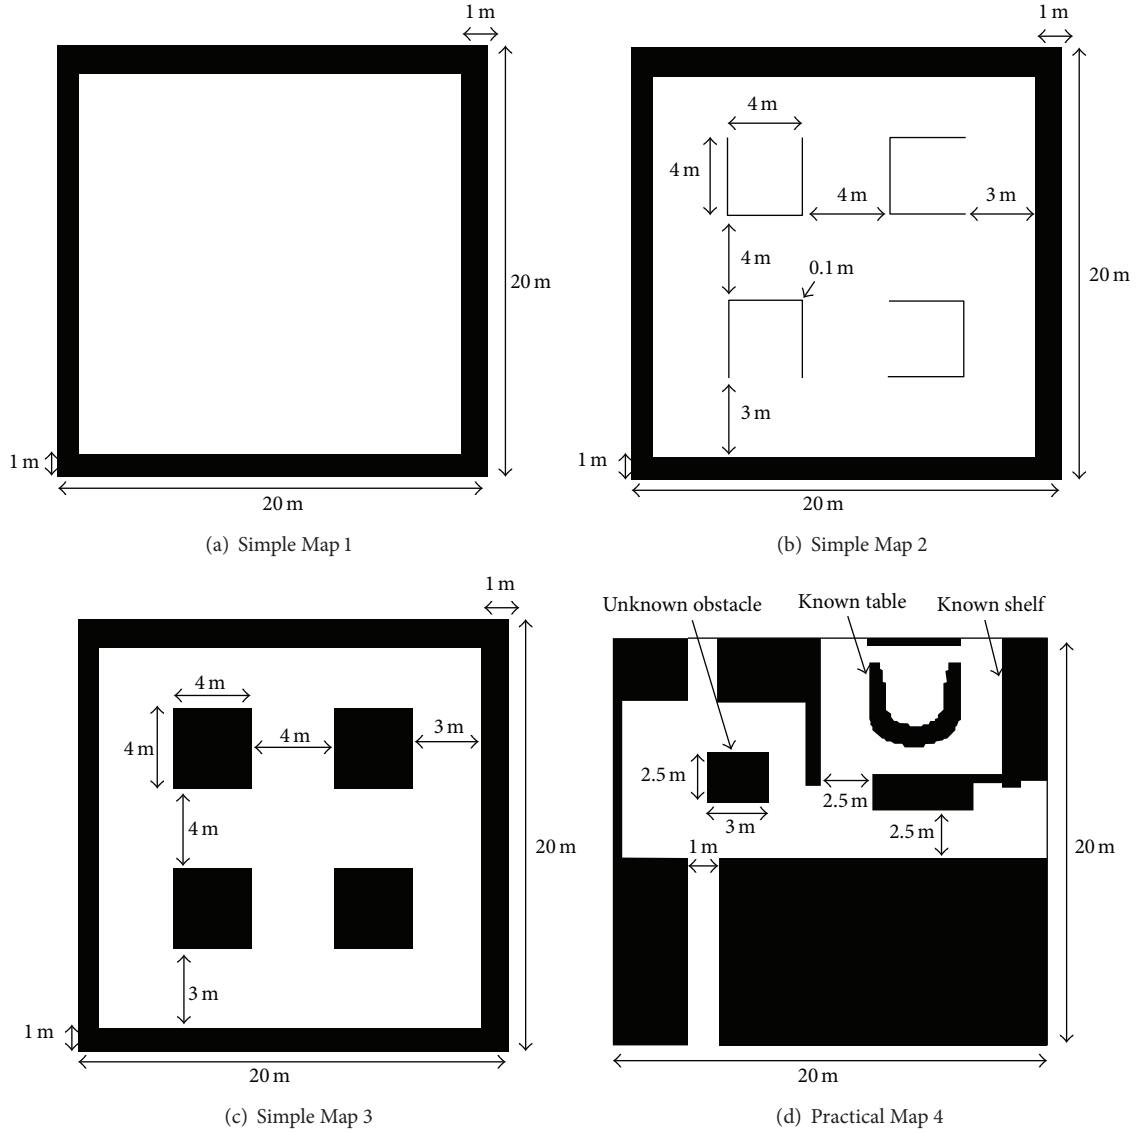 1 m
20 m
1 m
20 m
(a) Simple Map 1
1 m
4 m
4 m
4 m
3 m
4 m
0.1 m
20 m
3 m
1 m
20 m
(b) Simple Map 2
1 m
4 m
4 m
4 m
3 m
4 m
20 m
3 m
1 m
20 m
(c) Simple Map 3
Unknown obstacle
Known table
Known shelf
2.5 m
3 m
2.5 m
2.5 m
1 m
20 m
20 m
(d) Practical Map 4